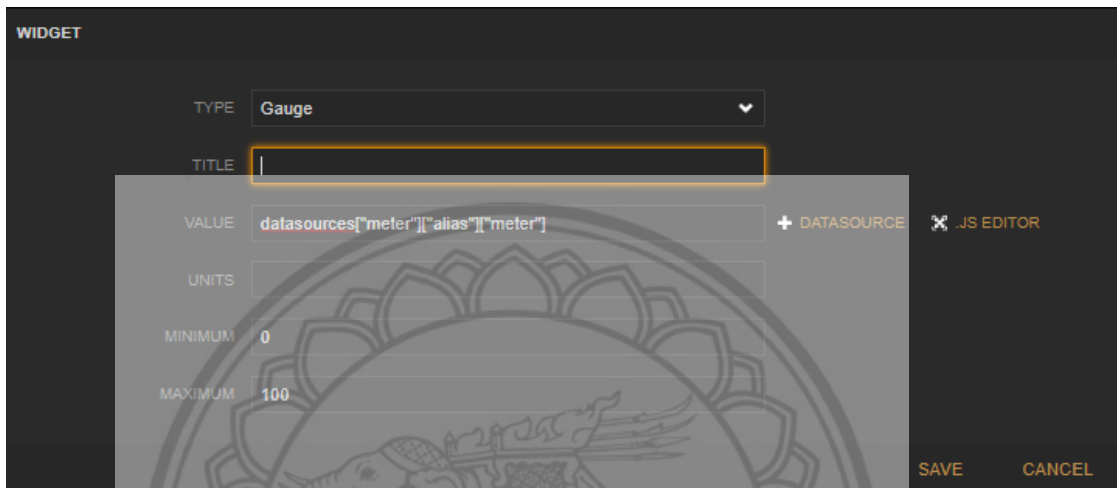 WIDGET
TYPE Gauge
TITLE
VALUE datasources["meter"]["alias"]["meter"] DATASOURCE .JS EDITOR
UNITS
MINIMUM 0
MAXIMUM 100
SAVE CANCEL